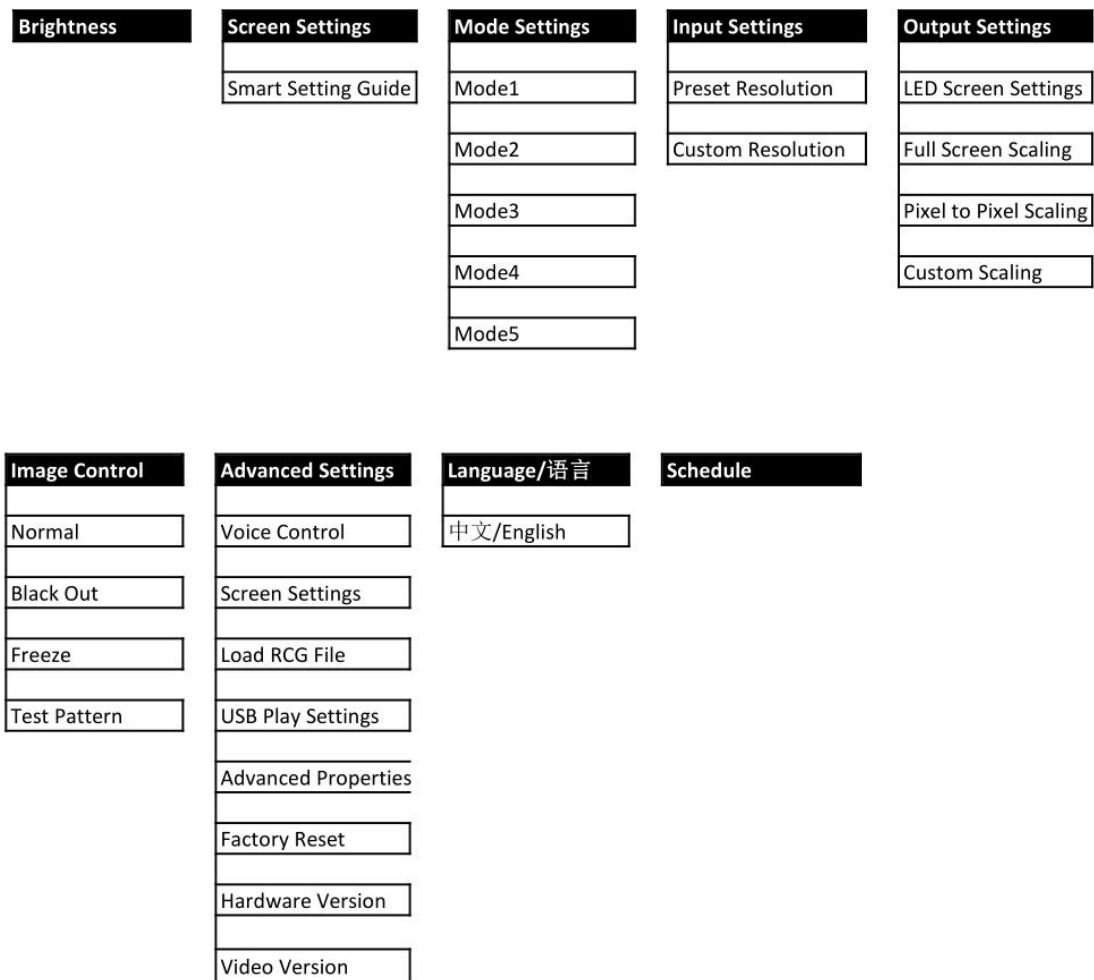 Brightness
Screen Settings
Smart Setting Guide
Mode Settings
Mode1
Mode2
Mode3
Mode4
Mode5
Input Settings
Preset Resolution
Custom Resolution
Output Settings
LED Screen Settings
Full Screen Scaling
Pixel to Pixel Scaling
Custom Scaling
Image Control
Normal
Black Out
Freeze
Test Pattern
Advanced Settings
Voice Control
Screen Settings
Load RCG File
USB Play Settings
Advanced Properties
Factory Reset
Hardware Version
Video Version
Language/语言
中文/English
Schedule